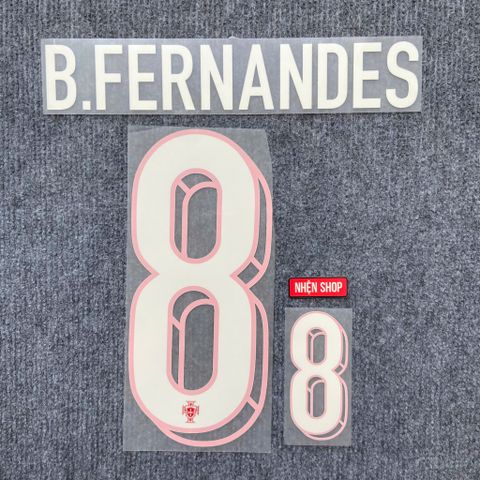 B.FERNANDES
8
NHỆN SHOP
8